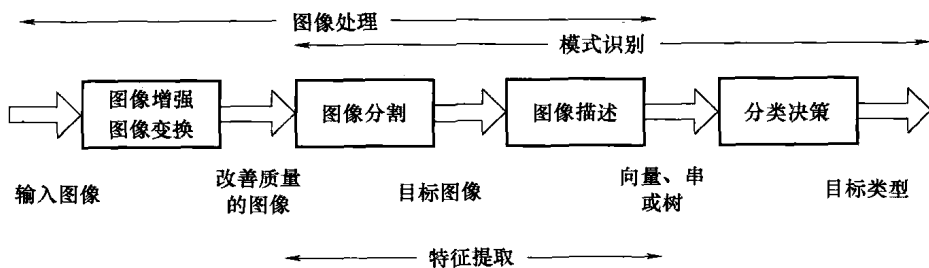 图像处理
模式识别
图像增强
图像变换
图像分割
图像描述
分类决策
输入图像
改善质量
的图像
目标图像
向量、串
或树
目标类型
特征提取